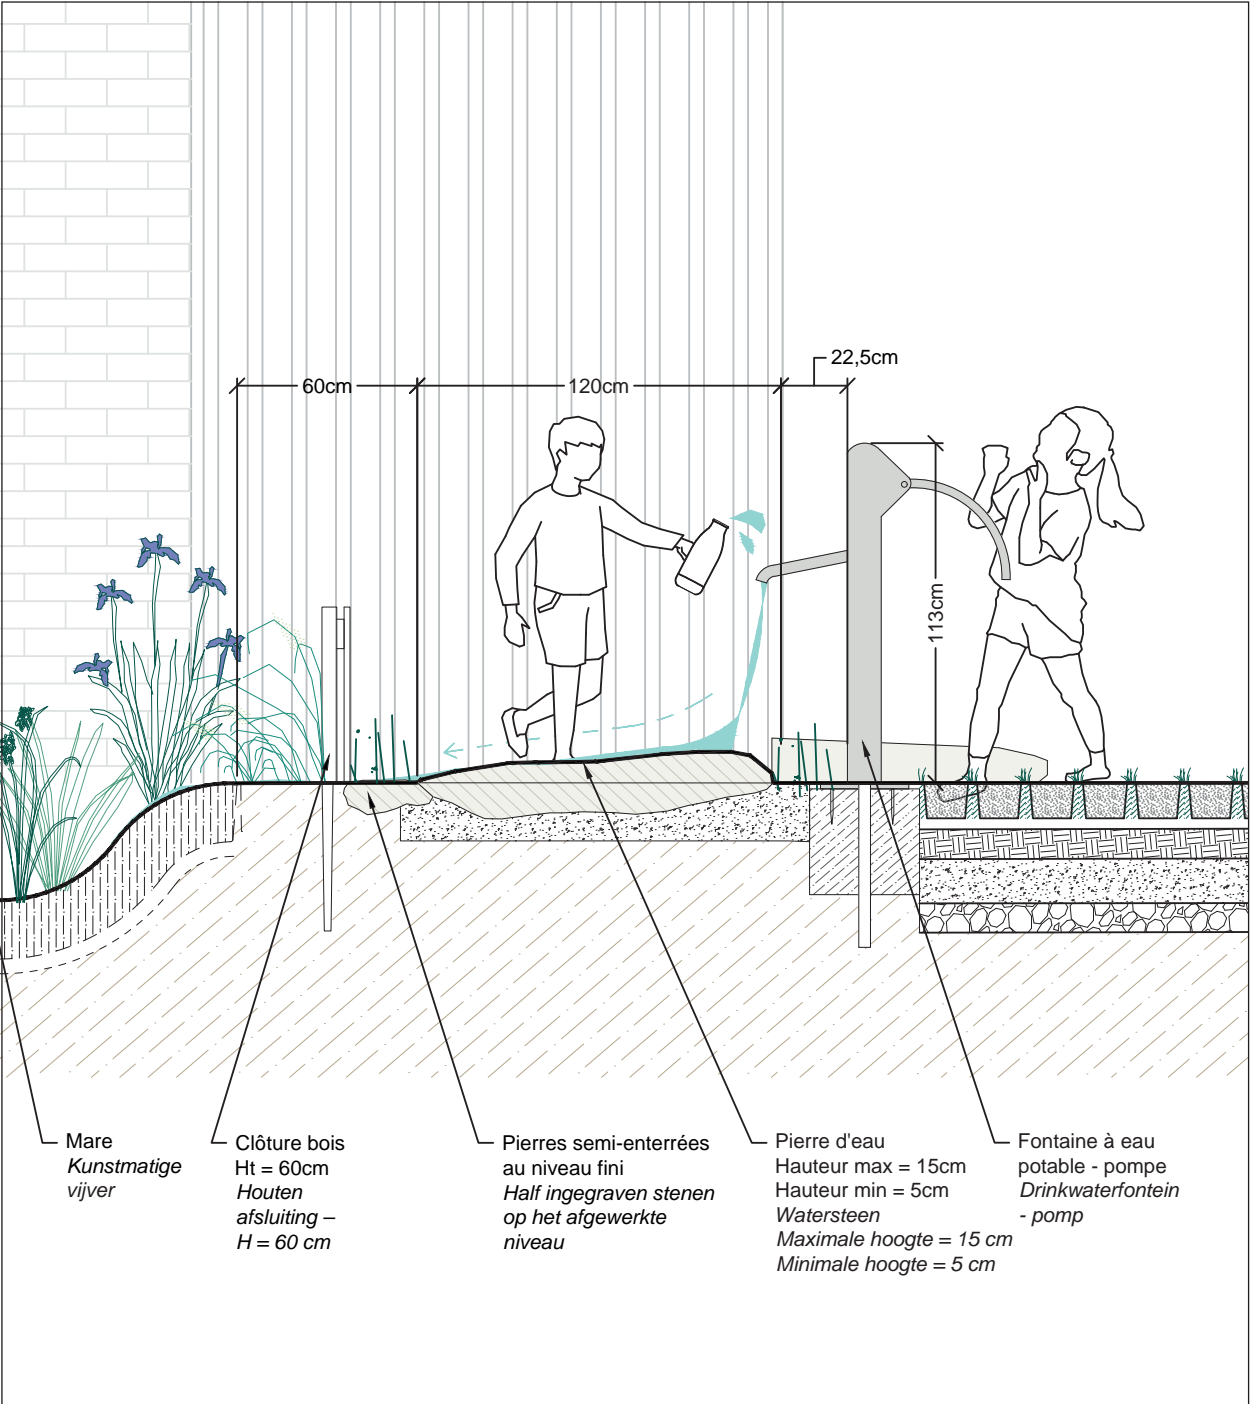 22,5cm
60cm
120cm
113cm
Mare
Kunstmatige
vijver
Clôture bois
Ht = 60cm
Houten
afsluiting –
H = 60 cm
Pierres semi-enterrées
au niveau fini
Half ingegraven stenen
op het afgewerkte
niveau
Pierre d'eau
Hauteur max = 15cm
Hauteur min = 5cm
Watersteen
Maximale hoogte = 15 cm
Minimale hoogte = 5 cm
Fontaine à eau
potable - pompe
Drinkwaterfontein
- pomp